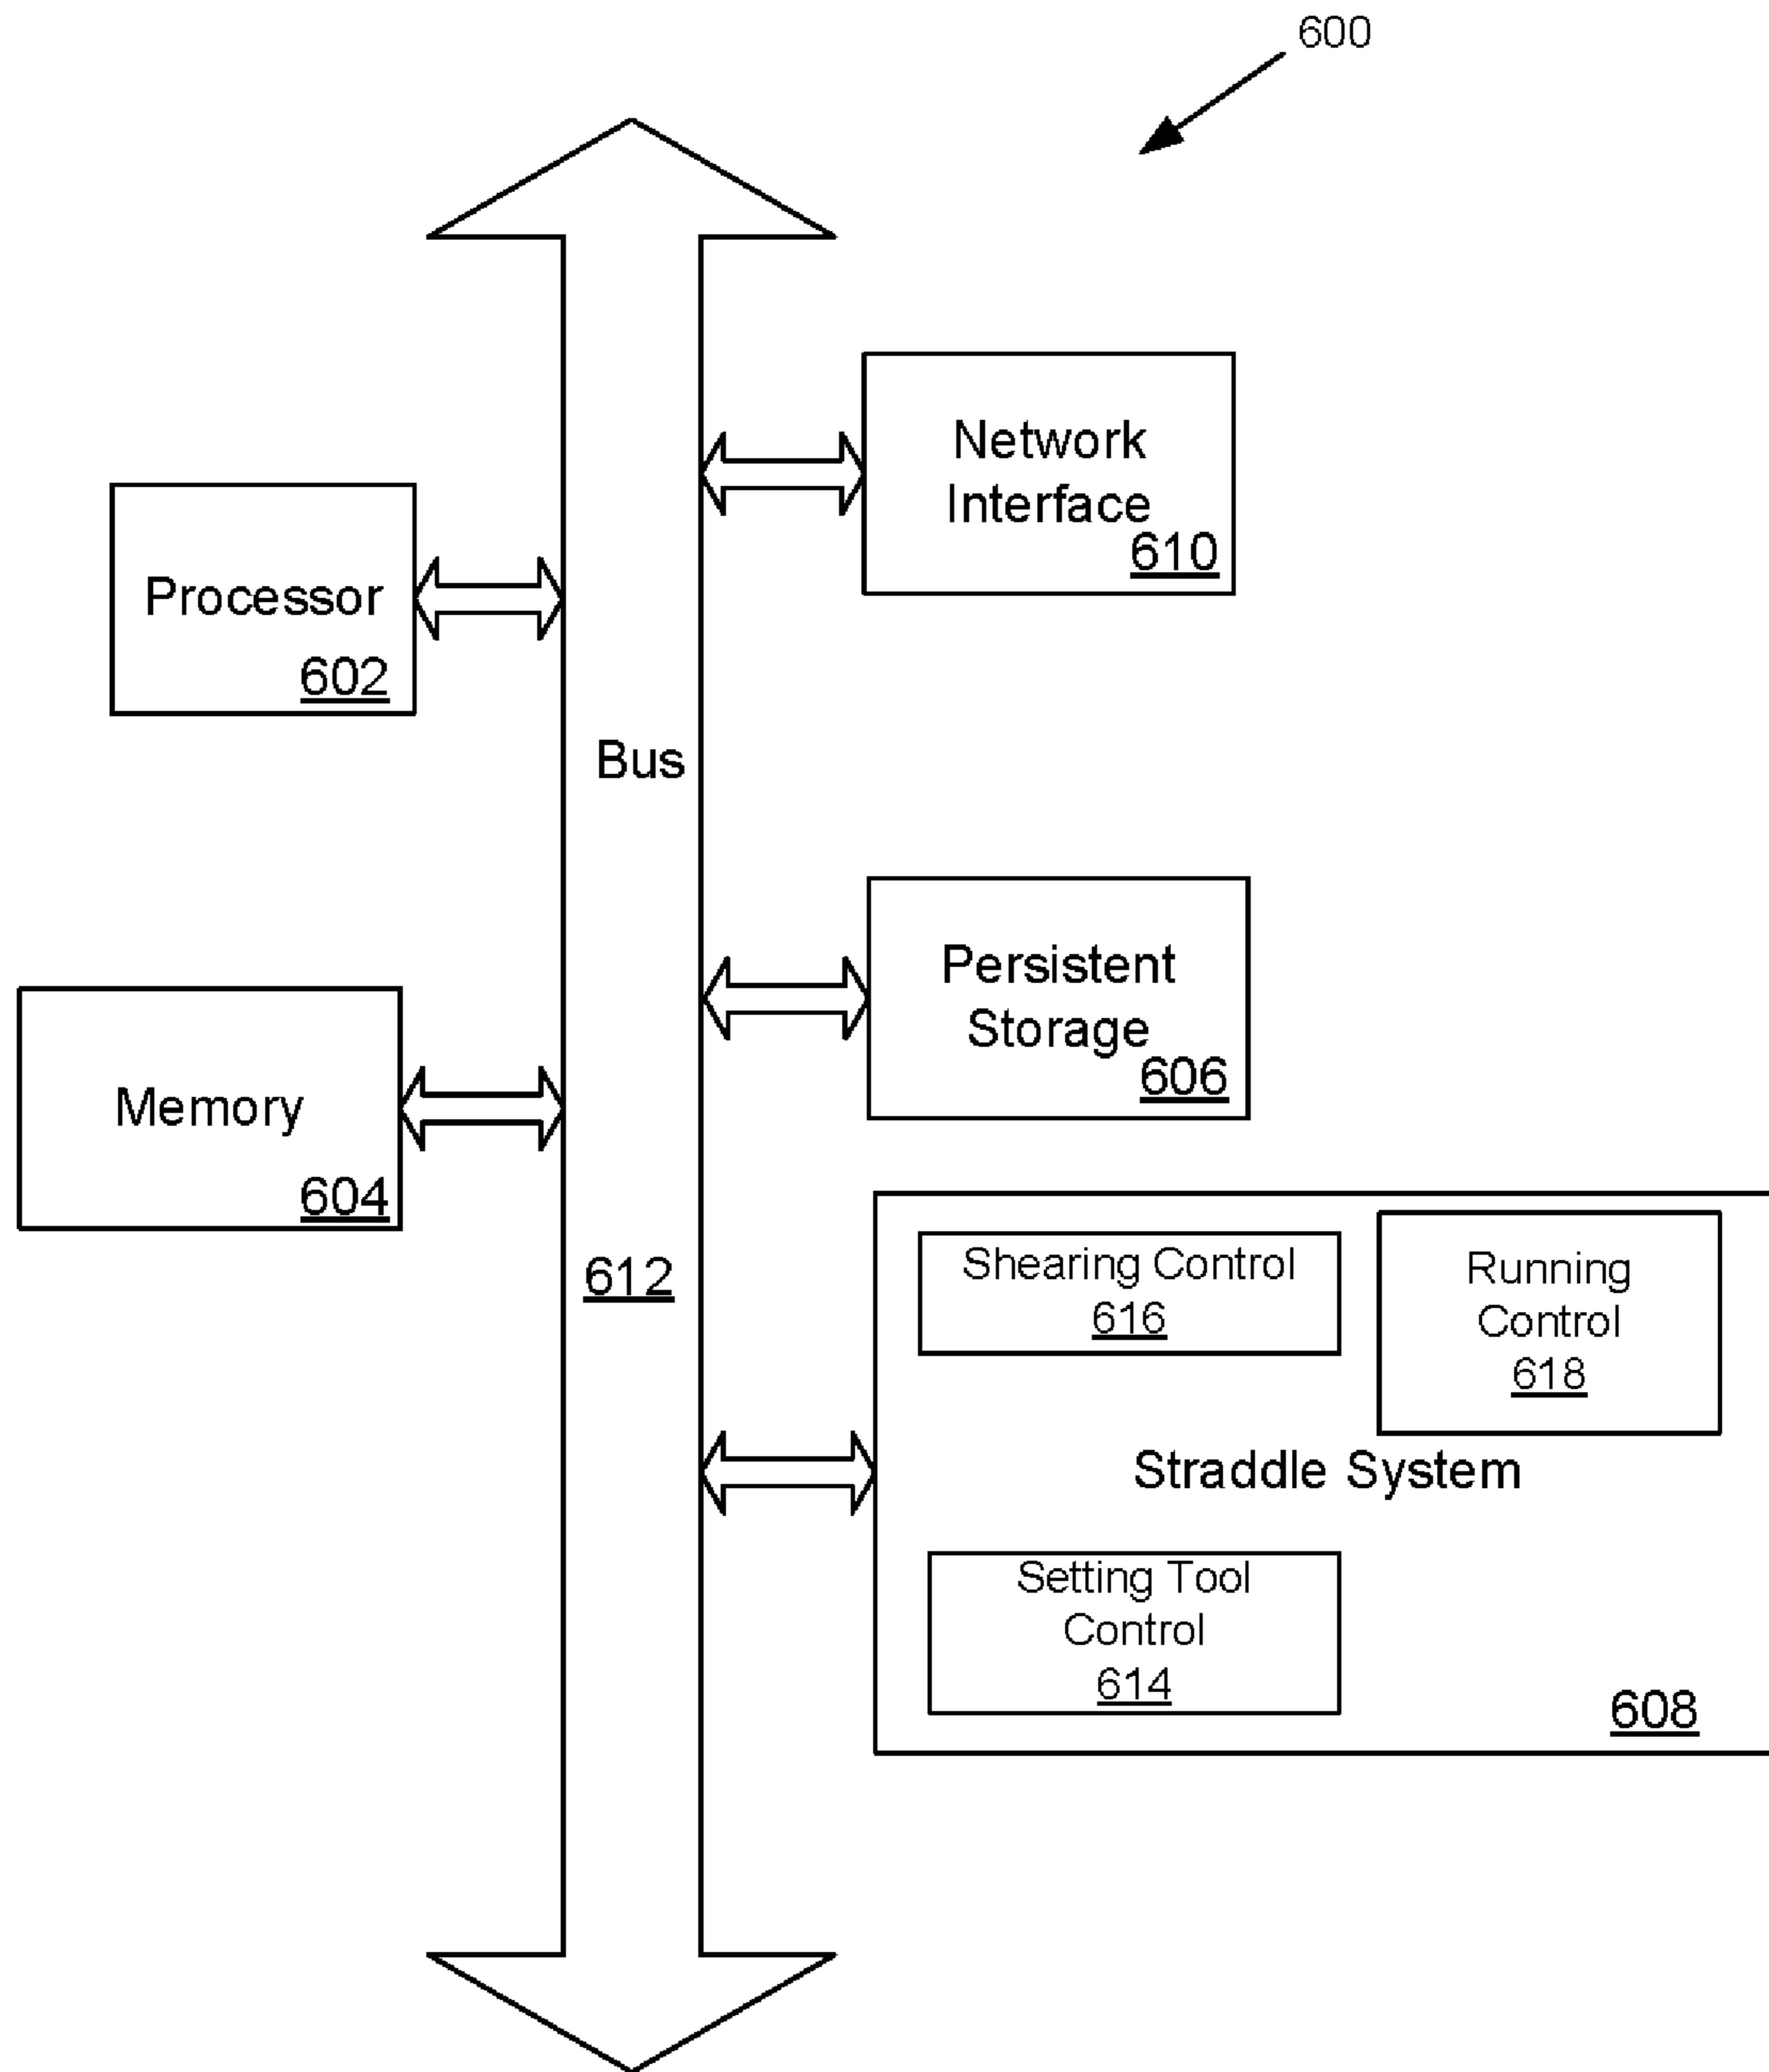 600
Network
Interface
610
Processor
602
Bus
Persistent
Storage
606
Memory
604
612
Shearing Control
616
Running
Control
618
Straddle System
Setting Tool
Control
614
608